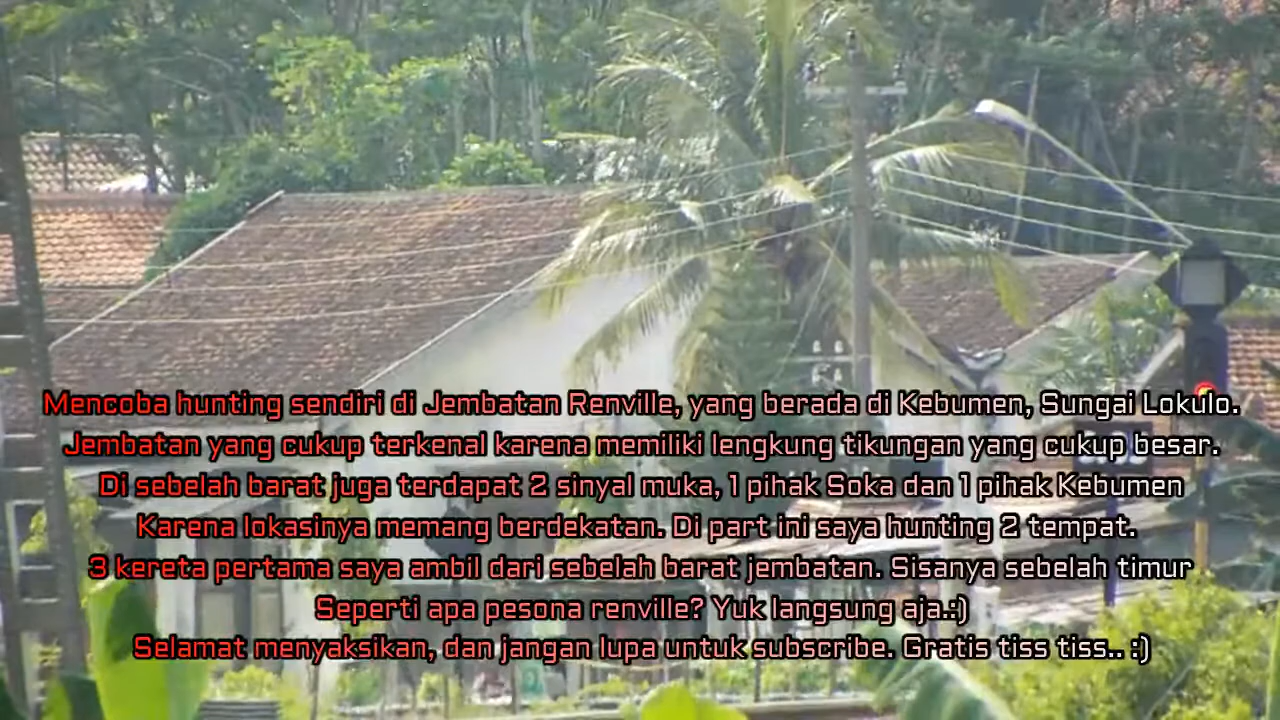 Mencoba hunting sendiri di Jembatan Renville, yang berada di Kebumen, Sungai Lokulo.
Jembatan yang cukup terkenal karena memiliki lengkung tikungan yang cukup besar.
Di sebelah barat juga terdapat 2 sinyal muka, 1 pihak Soka dan 1 pihak Kebumen
Karena lokasinya memang berdekatan. Di part ini saya hunting 2 tempat.
3 kereta pertama saya ambil dari sebelah barat jembatan. Sisanya sebelah timur
Seperti apa pesona renville? Yuk langsung aja.:)
Selamat menyaksikan, dan jangan lupa untuk subscribe. Gratis tiss tiss.. :)